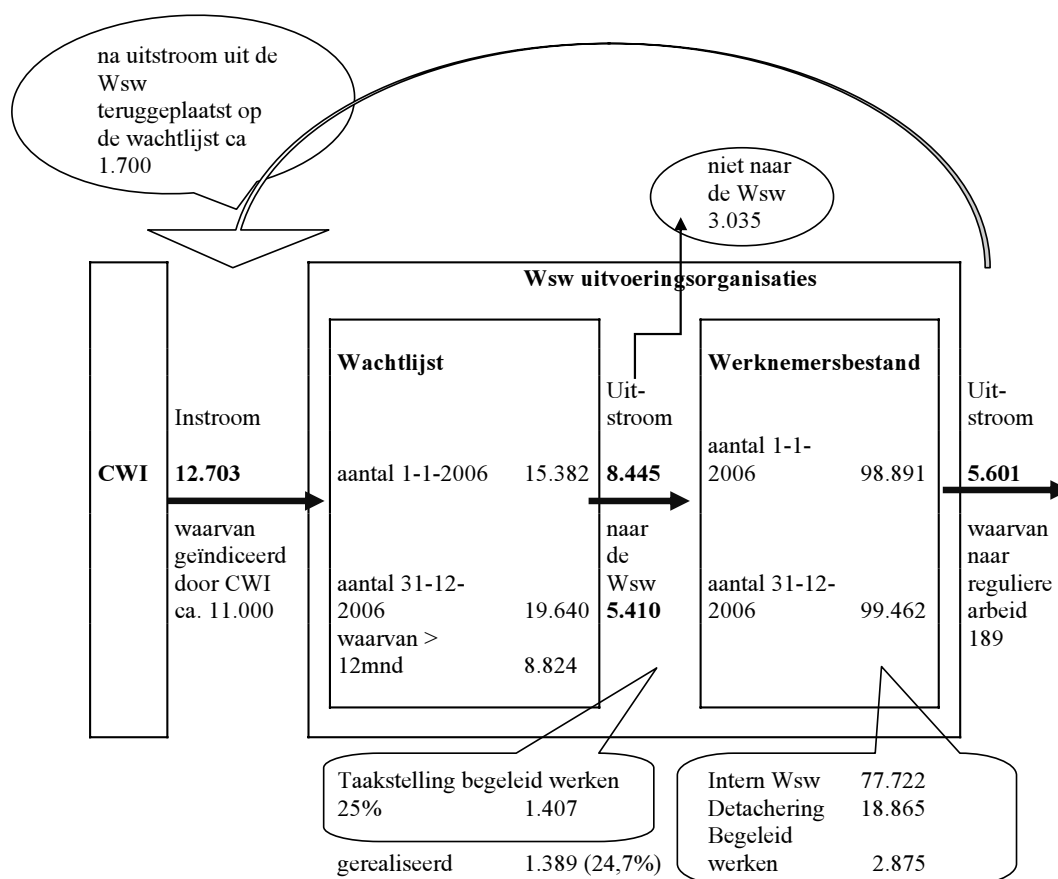 na uitstroom uit de
Wsw
teruggeplaatst op
de wachtlijst ca
1.700
niet naar
de Wsw
3.035
Wsw uitvoeringsorganisaties
CWI
Instroom
12.703
waarvan
geïndiceerd
door CWI
ca. 11.000
Wachtlijst
aantal 1-1-2006 15.382
aantal 31-12-
2006 19.640
waarvan >
12mnd 8.824
Uit-
stroom
8.445
naar
de
Wsw
5.410
Werknemersbestand
aantal 1-1-
2006 98.891
aantal 31-12-
2006 99.462
Uit-
stroom
5.601
waarvan
naar
reguliere
arbeid
189
Taakstelling begeleid werken
25% 1.407
gerealiseerd 1.389 (24,7%)
Intern Wsw 77.722
Detachering 18.865
Begeleid
werken 2.875